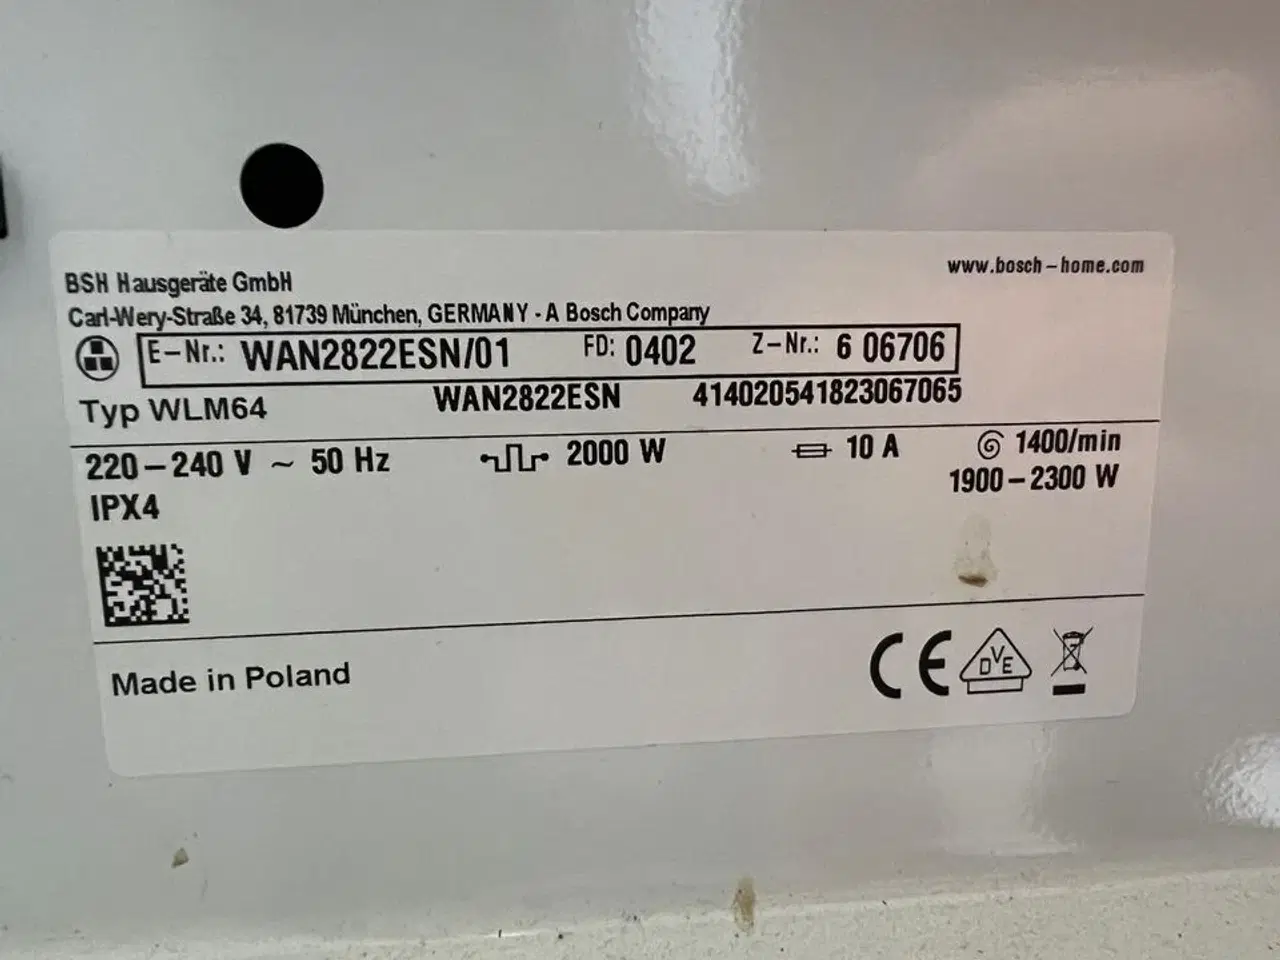 BSH Hausgeräte GmbH
www.bosch-home.com
Carl-Wery-Straße 34, 81739 München, GERMANY - A Bosch Company
E-Nr.: WAN2822ESN/01 FD: 0402 Z-Nr.: 6 06706
Typ WLM64 WAN2822ESN 414020541823067065
220-240 V ~ 50 Hz 2000 W 10 A 1400/min
IPX4 1900-2300 W
Made in Poland
CE DVE